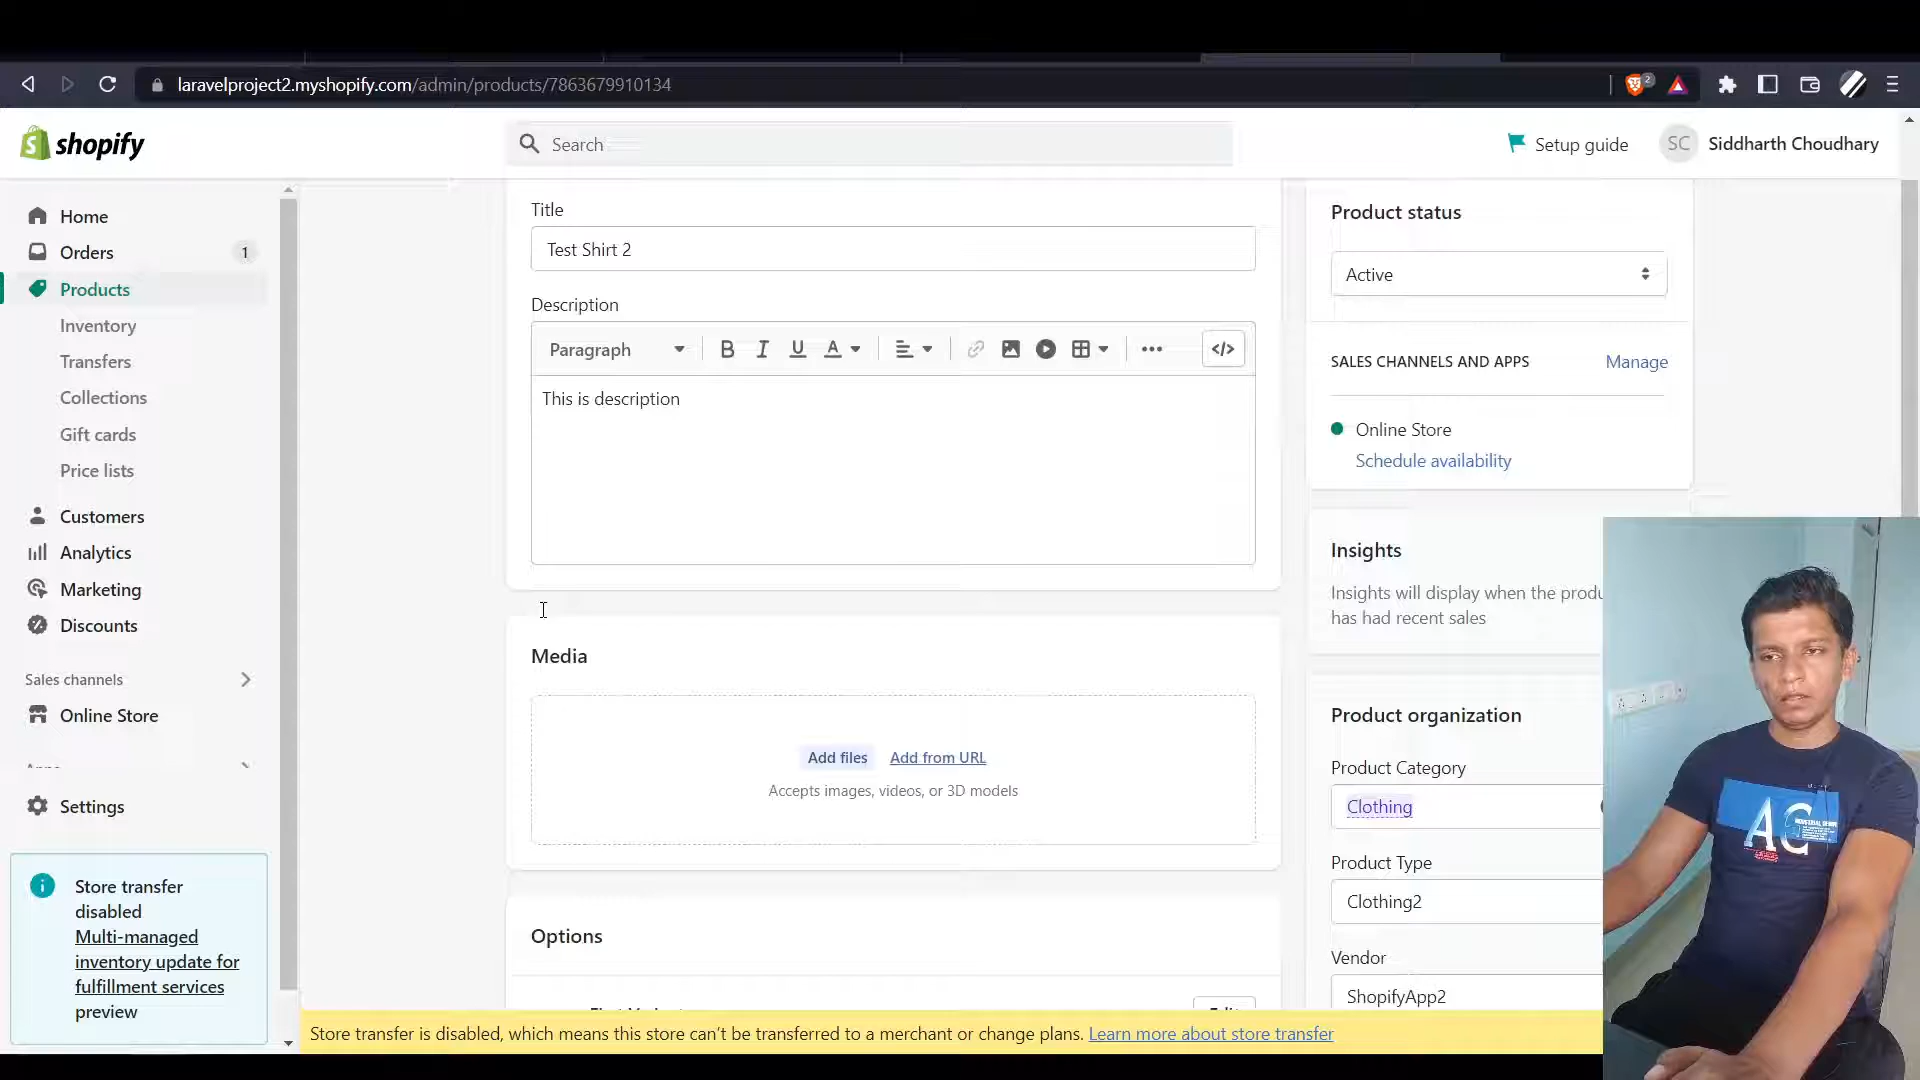 laravelproject2.myshopify.com/admin/products/7863679910134
2
shopify
Search
Setup guide
SC
Siddharth Choudhary
Home
Orders
1
Products
Inventory
Transfers
Collections
Gift cards
Price lists
Customers
Analytics
Marketing
Discounts
Sales channels
Online Store
Settings
Store transfer
disabled
Multi-managed
inventory update for
fulfillment services
preview
Title
Test Shirt 2
Description
Paragraph
B I U A
This is description
Media
Add files Add from URL
Accepts images, videos, or 3D models
Options
Product status
Active
SALES CHANNELS AND APPS
Manage
Online Store
Schedule availability
Insights
Insights will display when the produ
has had recent sales
Product organization
Product Category
Clothing
Product Type
Clothing2
Vendor
ShopifyApp2
Store transfer is disabled, which means this store can't be transferred to a merchant or change plans. Learn more about store transfer
AC